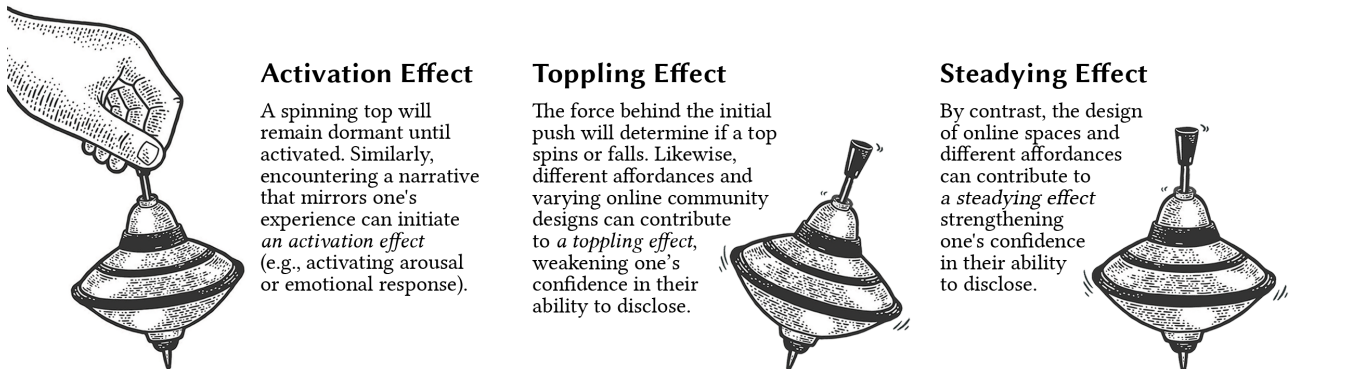 Activation Effect
A spinning top will
remain dormant until
activated. Similarly,
encountering a narrative
that mirrors one's
experience can initiate
an activation effect
(e.g., activating arousal
or emotional response).
Toppling Effect
The force behind the initial
push will determine if a top
spins or falls. Likewise,
different affordances and
varying online community
designs can contribute
to a toppling effect,
weakening one’s
confidence in their
ability to disclose.
Steadying Effect
By contrast, the design
of online spaces and
different affordances
can contribute to
a steadying effect
strengthening
one's confidence
in their ability
to disclose.